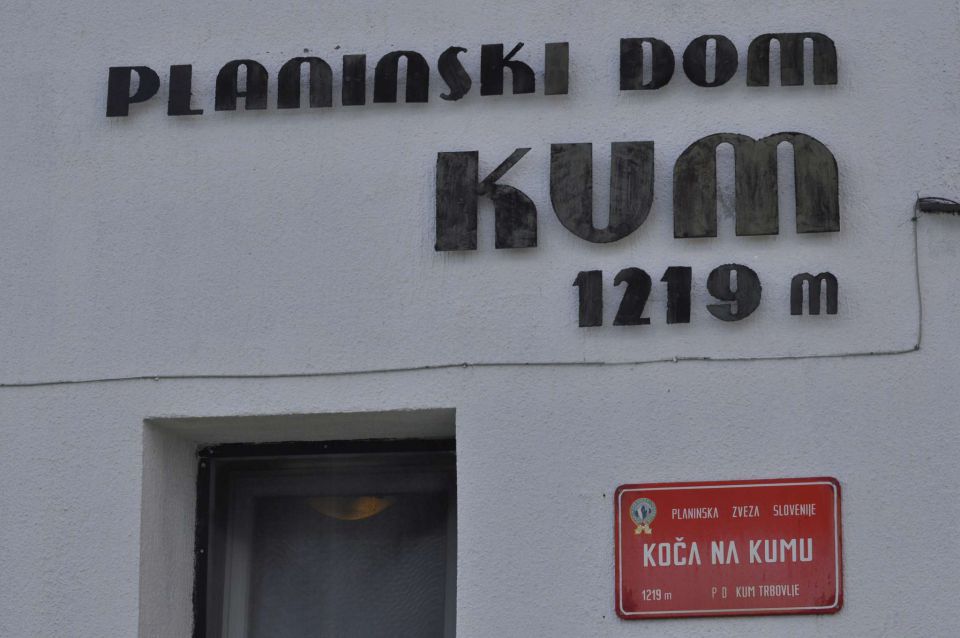 PLANINSKI DOM
KUM
1219 m
PLANINSKA ZVEZA SLOVENIJE
KOČA NA KUMU
1219 m P D KUM TRBOVLJE